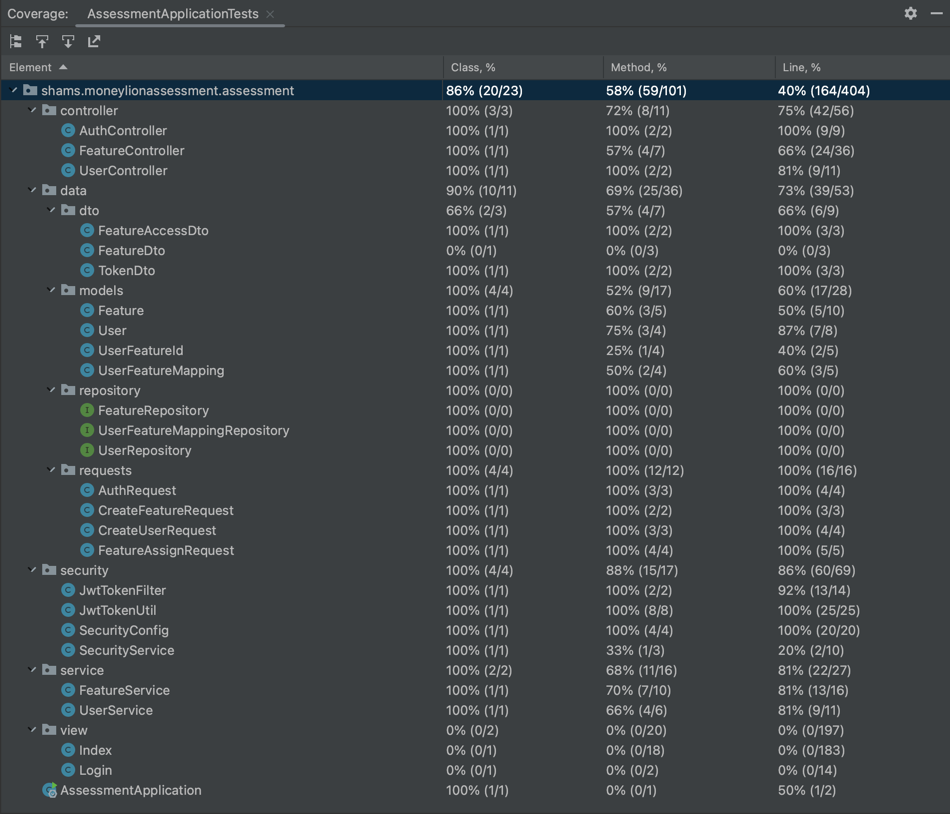 Coverage: AssessmentApplicationTests ×
Element Class, % Method, % Line, %
shams.moneylionassessment.assessment 86% (20/23) 58% (59/101) 40% (164/404)
controller 100% (3/3) 72% (8/11) 75% (42/56)
AuthController 100% (1/1) 100% (2/2) 100% (9/9)
FeatureController 100% (1/1) 57% (4/7) 66% (24/36)
UserController 100% (1/1) 100% (2/2) 81% (9/11)
data 90% (10/11) 69% (25/36) 73% (39/53)
dto 66% (2/3) 57% (4/7) 66% (6/9)
FeatureAccessDto 100% (1/1) 100% (2/2) 100% (3/3)
FeatureDto 0% (0/1) 0% (0/3) 0% (0/3)
TokenDto 100% (1/1) 100% (2/2) 100% (3/3)
models 100% (4/4) 52% (9/17) 60% (17/28)
Feature 100% (1/1) 60% (3/5) 50% (5/10)
User 100% (1/1) 75% (3/4) 87% (7/8)
UserFeatureId 100% (1/1) 25% (1/4) 40% (2/5)
UserFeatureMapping 100% (1/1) 50% (2/4) 60% (3/5)
repository 100% (0/0) 100% (0/0) 100% (0/0)
FeatureRepository 100% (0/0) 100% (0/0) 100% (0/0)
UserFeatureMappingRepository 100% (0/0) 100% (0/0) 100% (0/0)
UserRepository 100% (0/0) 100% (0/0) 100% (0/0)
requests 100% (4/4) 100% (12/12) 100% (16/16)
AuthRequest 100% (1/1) 100% (3/3) 100% (4/4)
CreateFeatureRequest 100% (1/1) 100% (2/2) 100% (3/3)
CreateUserRequest 100% (1/1) 100% (3/3) 100% (4/4)
FeatureAssignRequest 100% (1/1) 100% (4/4) 100% (5/5)
security 100% (4/4) 88% (15/17) 86% (60/69)
JwtTokenFilter 100% (1/1) 100% (2/2) 92% (13/14)
JwtTokenUtil 100% (1/1) 100% (8/8) 100% (25/25)
SecurityConfig 100% (1/1) 100% (4/4) 100% (20/20)
SecurityService 100% (1/1) 33% (1/3) 20% (2/10)
service 100% (2/2) 68% (11/16) 81% (22/27)
FeatureService 100% (1/1) 70% (7/10) 81% (13/16)
UserService 100% (1/1) 66% (4/6) 81% (9/11)
view 0% (0/2) 0% (0/20) 0% (0/197)
Index 0% (0/1) 0% (0/18) 0% (0/183)
Login 0% (0/1) 0% (0/2) 0% (0/14)
AssessmentApplication 100% (1/1) 0% (0/1) 50% (1/2)